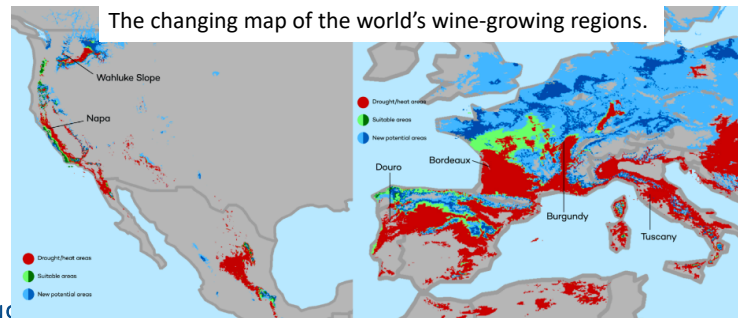 The changing map of the world's wine-growing regions.
Wahluke Slope
Napa
Drought/heat areas
Suitable areas
New potential areas
Drought/heat areas
Suitable areas
New potential areas
Bordeaux
Douro
Burgundy
Tuscany